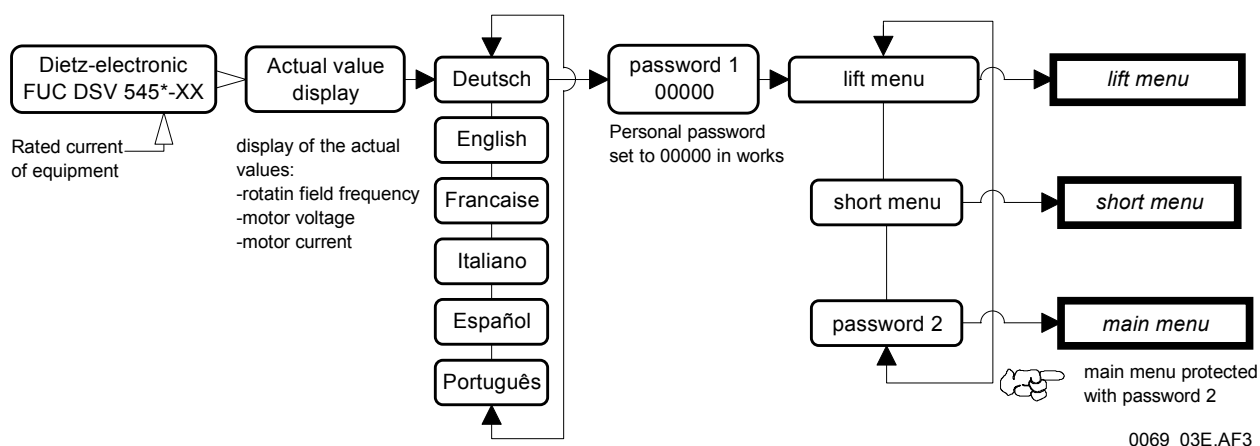 Dietz-electronic
FUC DSV 545*-XX
Rated current
of equipment
Actual value
display
display of the actual
values:
-rotatin field frequency
-motor voltage
-motor current
Deutsch
English
Francaise
Italiano
Español
Português
password 1
00000
Personal password
set to 00000 in works
lift menu
short menu
password 2
lift menu
short menu
main menu
main menu protected
with password 2
0069_03E.AF3